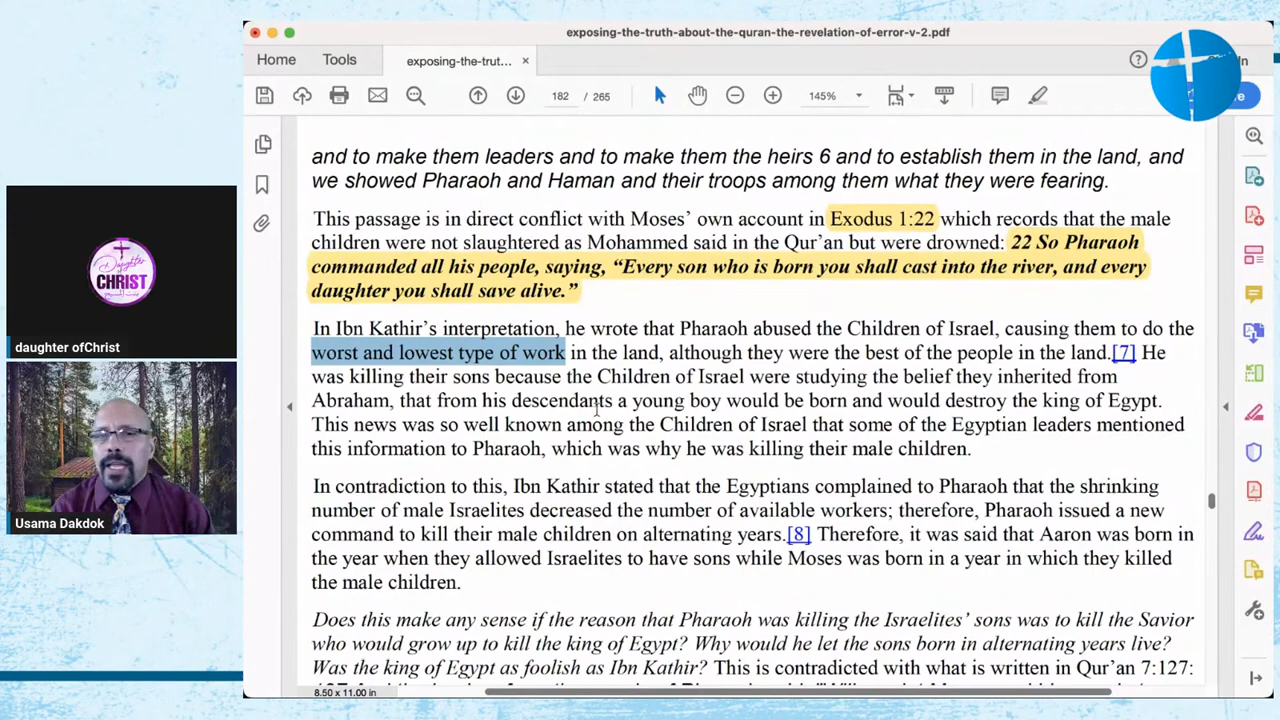 exposing-the-truth-about-the-quran-the-revelation-of-error-v-2.pdf
Home Tools exposing-the-trut... ×
182 / 265 145%
and to make them leaders and to make them the heirs 6 and to establish them in the land, and
we showed Pharaoh and Haman and their troops among them what they were fearing.
This passage is in direct conflict with Moses' own account in Exodus 1:22 which records that the male
children were not slaughtered as Mohammed said in the Qur'an but were drowned: 22 So Pharaoh
commanded all his people, saying, "Every son who is born you shall cast into the river, and every
daughter you shall save alive."
In Ibn Kathir's interpretation, he wrote that Pharaoh abused the Children of Israel, causing them to do the
worst and lowest type of work in the land, although they were the best of the people in the land.[7] He
was killing their sons because the Children of Israel were studying the belief they inherited from
Abraham, that from his descendants a young boy would be born and would destroy the king of Egypt.
This news was so well known among the Children of Israel that some of the Egyptian leaders mentioned
this information to Pharaoh, which was why he was killing their male children.
In contradiction to this, Ibn Kathir stated that the Egyptians complained to Pharaoh that the shrinking
number of male Israelites decreased the number of available workers; therefore, Pharaoh issued a new
command to kill their male children on alternating years.[8] Therefore, it was said that Aaron was born in
the year when they allowed Israelites to have sons while Moses was born in a year in which they killed
the male children.
Does this make any sense if the reason that Pharaoh was killing the Israelites' sons was to kill the Savior
who would grow up to kill the king of Egypt? Why would he let the sons born in alternating years live?
Was the king of Egypt as foolish as Ibn Kathir? This is contradicted with what is written in Qur'an 7:127:
8.50 x 11.00 in
Daughter
CHRIST
daughter ofChrist
Usama Dakdok